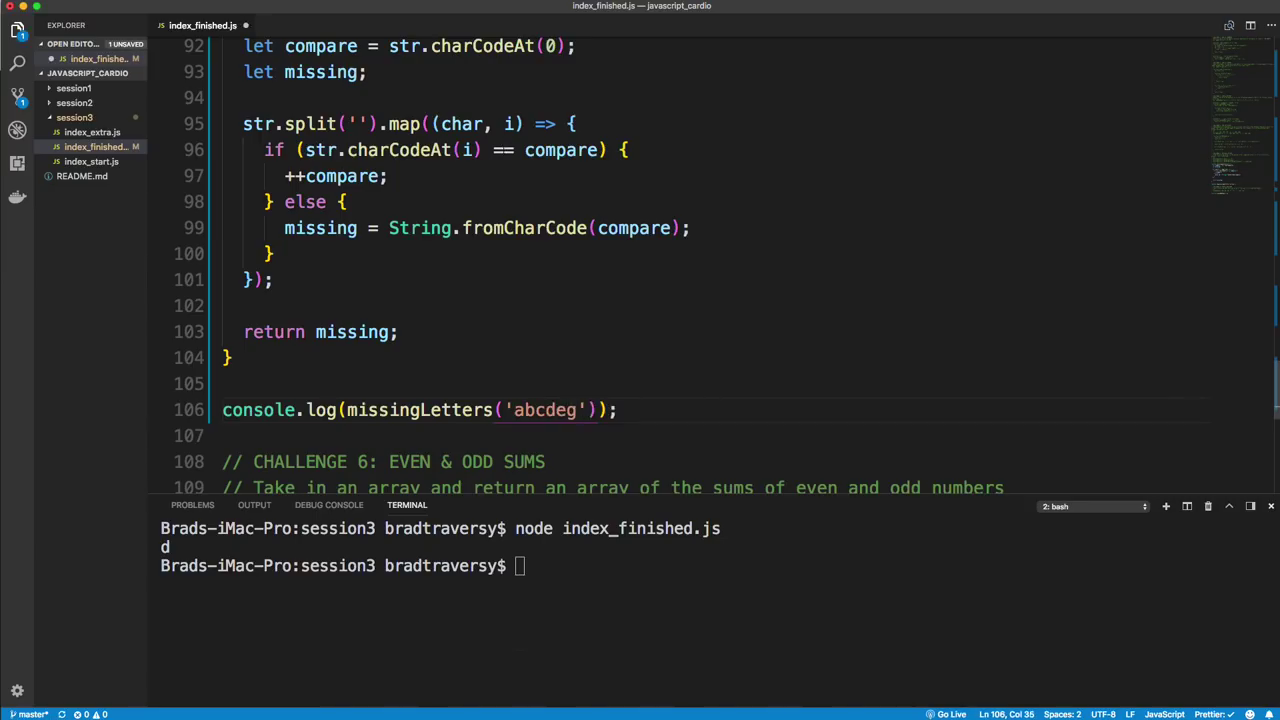 index_finished.js — javascript_cardio
EXPLORER
index_finished.js
OPEN EDITO... 1 UNSAVED
index_finishe... M
JAVASCRIPT_CARDIO
session1
session2
session3
index_extra.js
index_finished... M
index_start.js
README.md
1
1
92 let compare = str.charCodeAt(0);
93 let missing;
94
95 str.split('').map((char, i) => {
96 if (str.charCodeAt(i) == compare) {
97 ++compare;
98 } else {
99 missing = String.fromCharCode(compare);
100 }
101 });
102
103 return missing;
104 }
105
106 console.log(missingLetters('abcdeg'));
107
108 // CHALLENGE 6: EVEN & ODD SUMS
109 // Take in an array and return an array of the sums of even and odd numbers
PROBLEMS OUTPUT DEBUG CONSOLE TERMINAL 2: bash
Brads-iMac-Pro:session3 bradtraversy$ node index_finished.js
d
Brads-iMac-Pro:session3 bradtraversy$
master* 0 0 Go Live Ln 106, Col 35 Spaces: 2 UTF-8 LF JavaScript Prettier: ✓